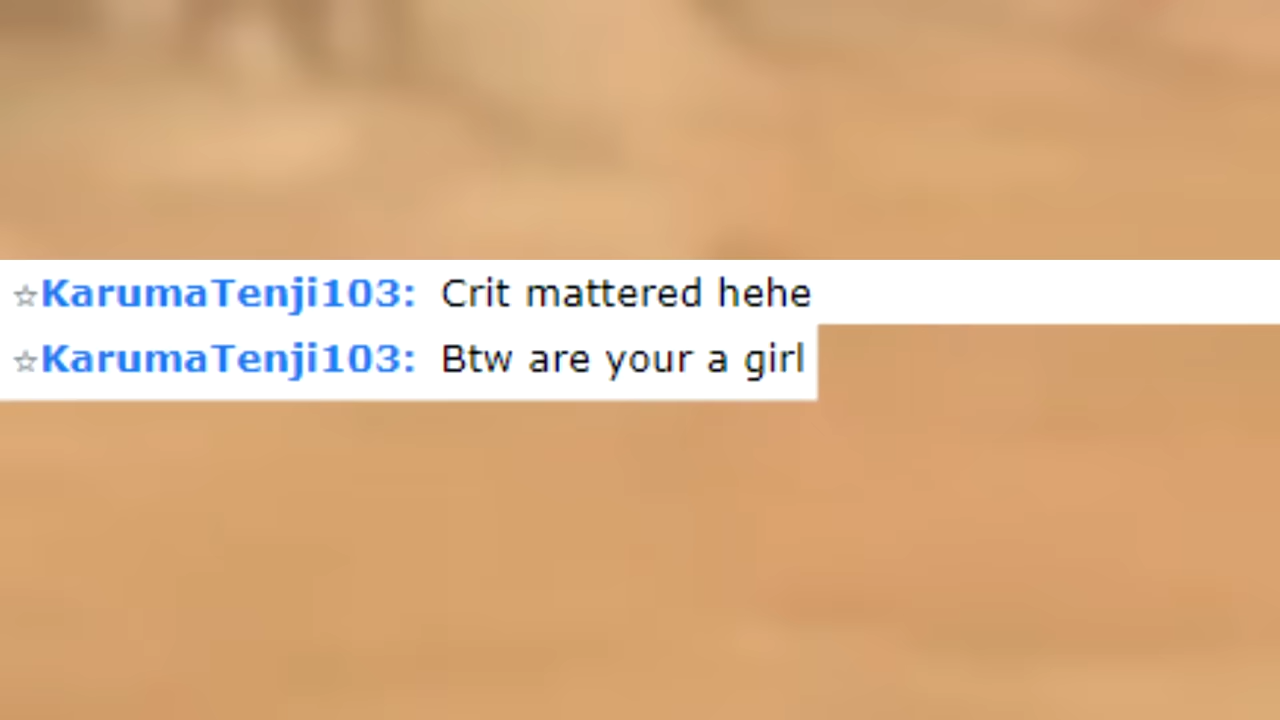 ☆KarumaTenji103: Crit mattered hehe
☆KarumaTenji103: Btw are your a girl